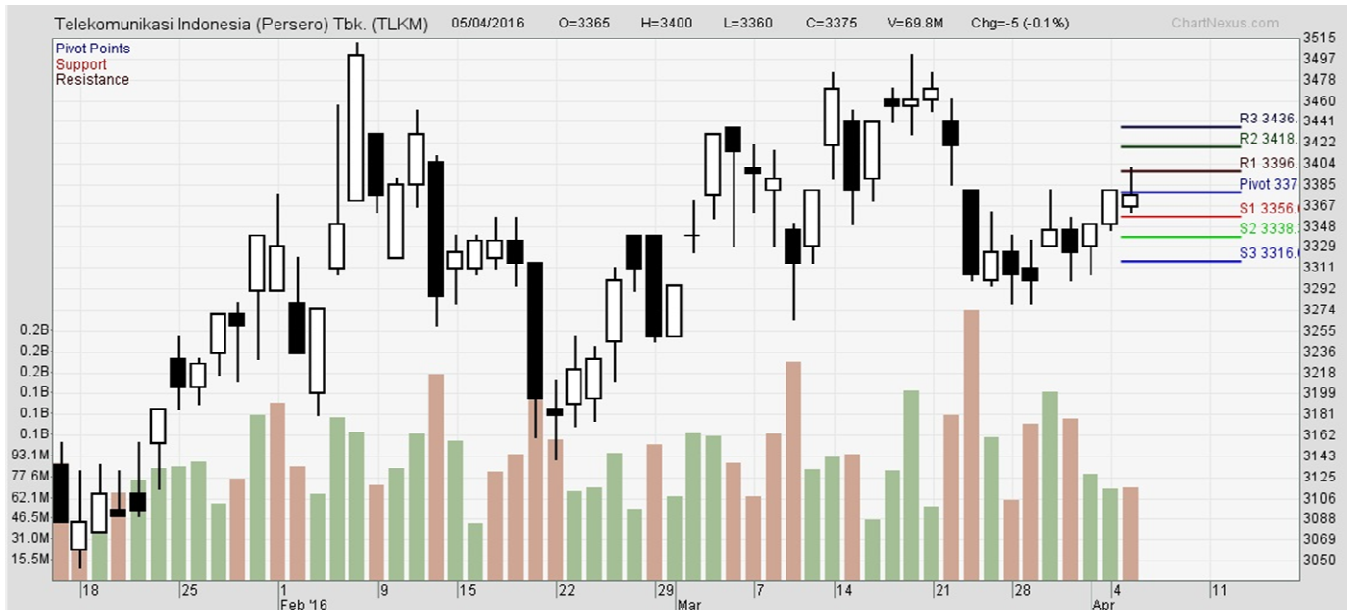 Telekomunikasi Indonesia (Persero) Tbk. (TLKM) 05/04/2016 O=3365 H=3400 L=3360 C=3375 V=69.8M Chg=-5 (-0.1%) ChartNexus.com
Pivot Points
Support
Resistance
3515
3497
3478
3460
3441
3422
3404
3385
3367
3348
3329
3311
3292
3274
3255
3236
3218
3199
3181
3162
3143
3125
3106
3088
3069
3050
R3 3436.
R2 3418.
R1 3396.
Pivot 337
S1 3356.
S2 3338.
S3 3316.
0.2B
0.2B
0.2B
0.1B
0.1B
0.1B
93.1M
77.6M
62.1M
46.5M
31.0M
15.5M
18 25 1 9 15 22 29 7 14 21 28 4 11
Feb '16 Mar Apr